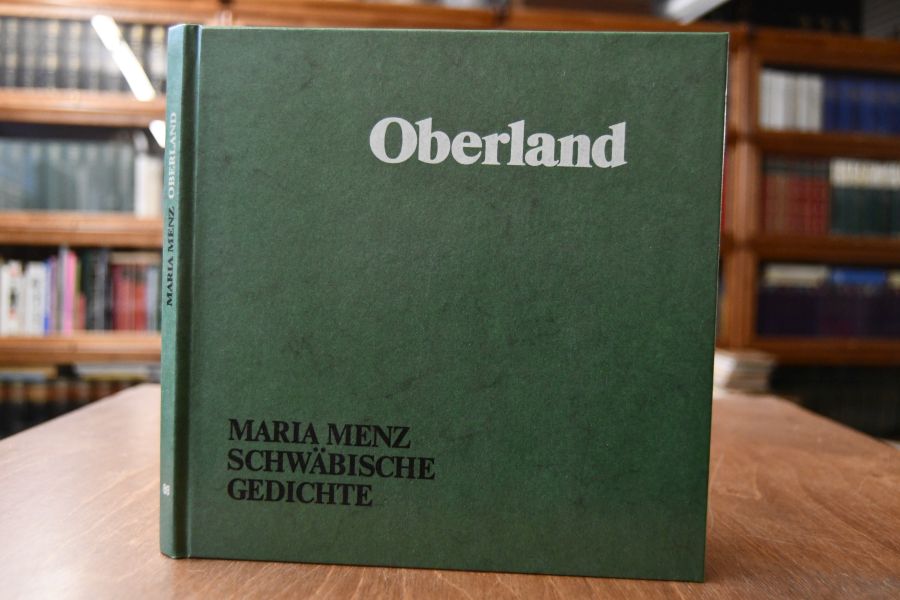 Oberland
MARIA MENZ
SCHWÄBISCHE
GEDICHTE
MARIA MENZ OBERLAND